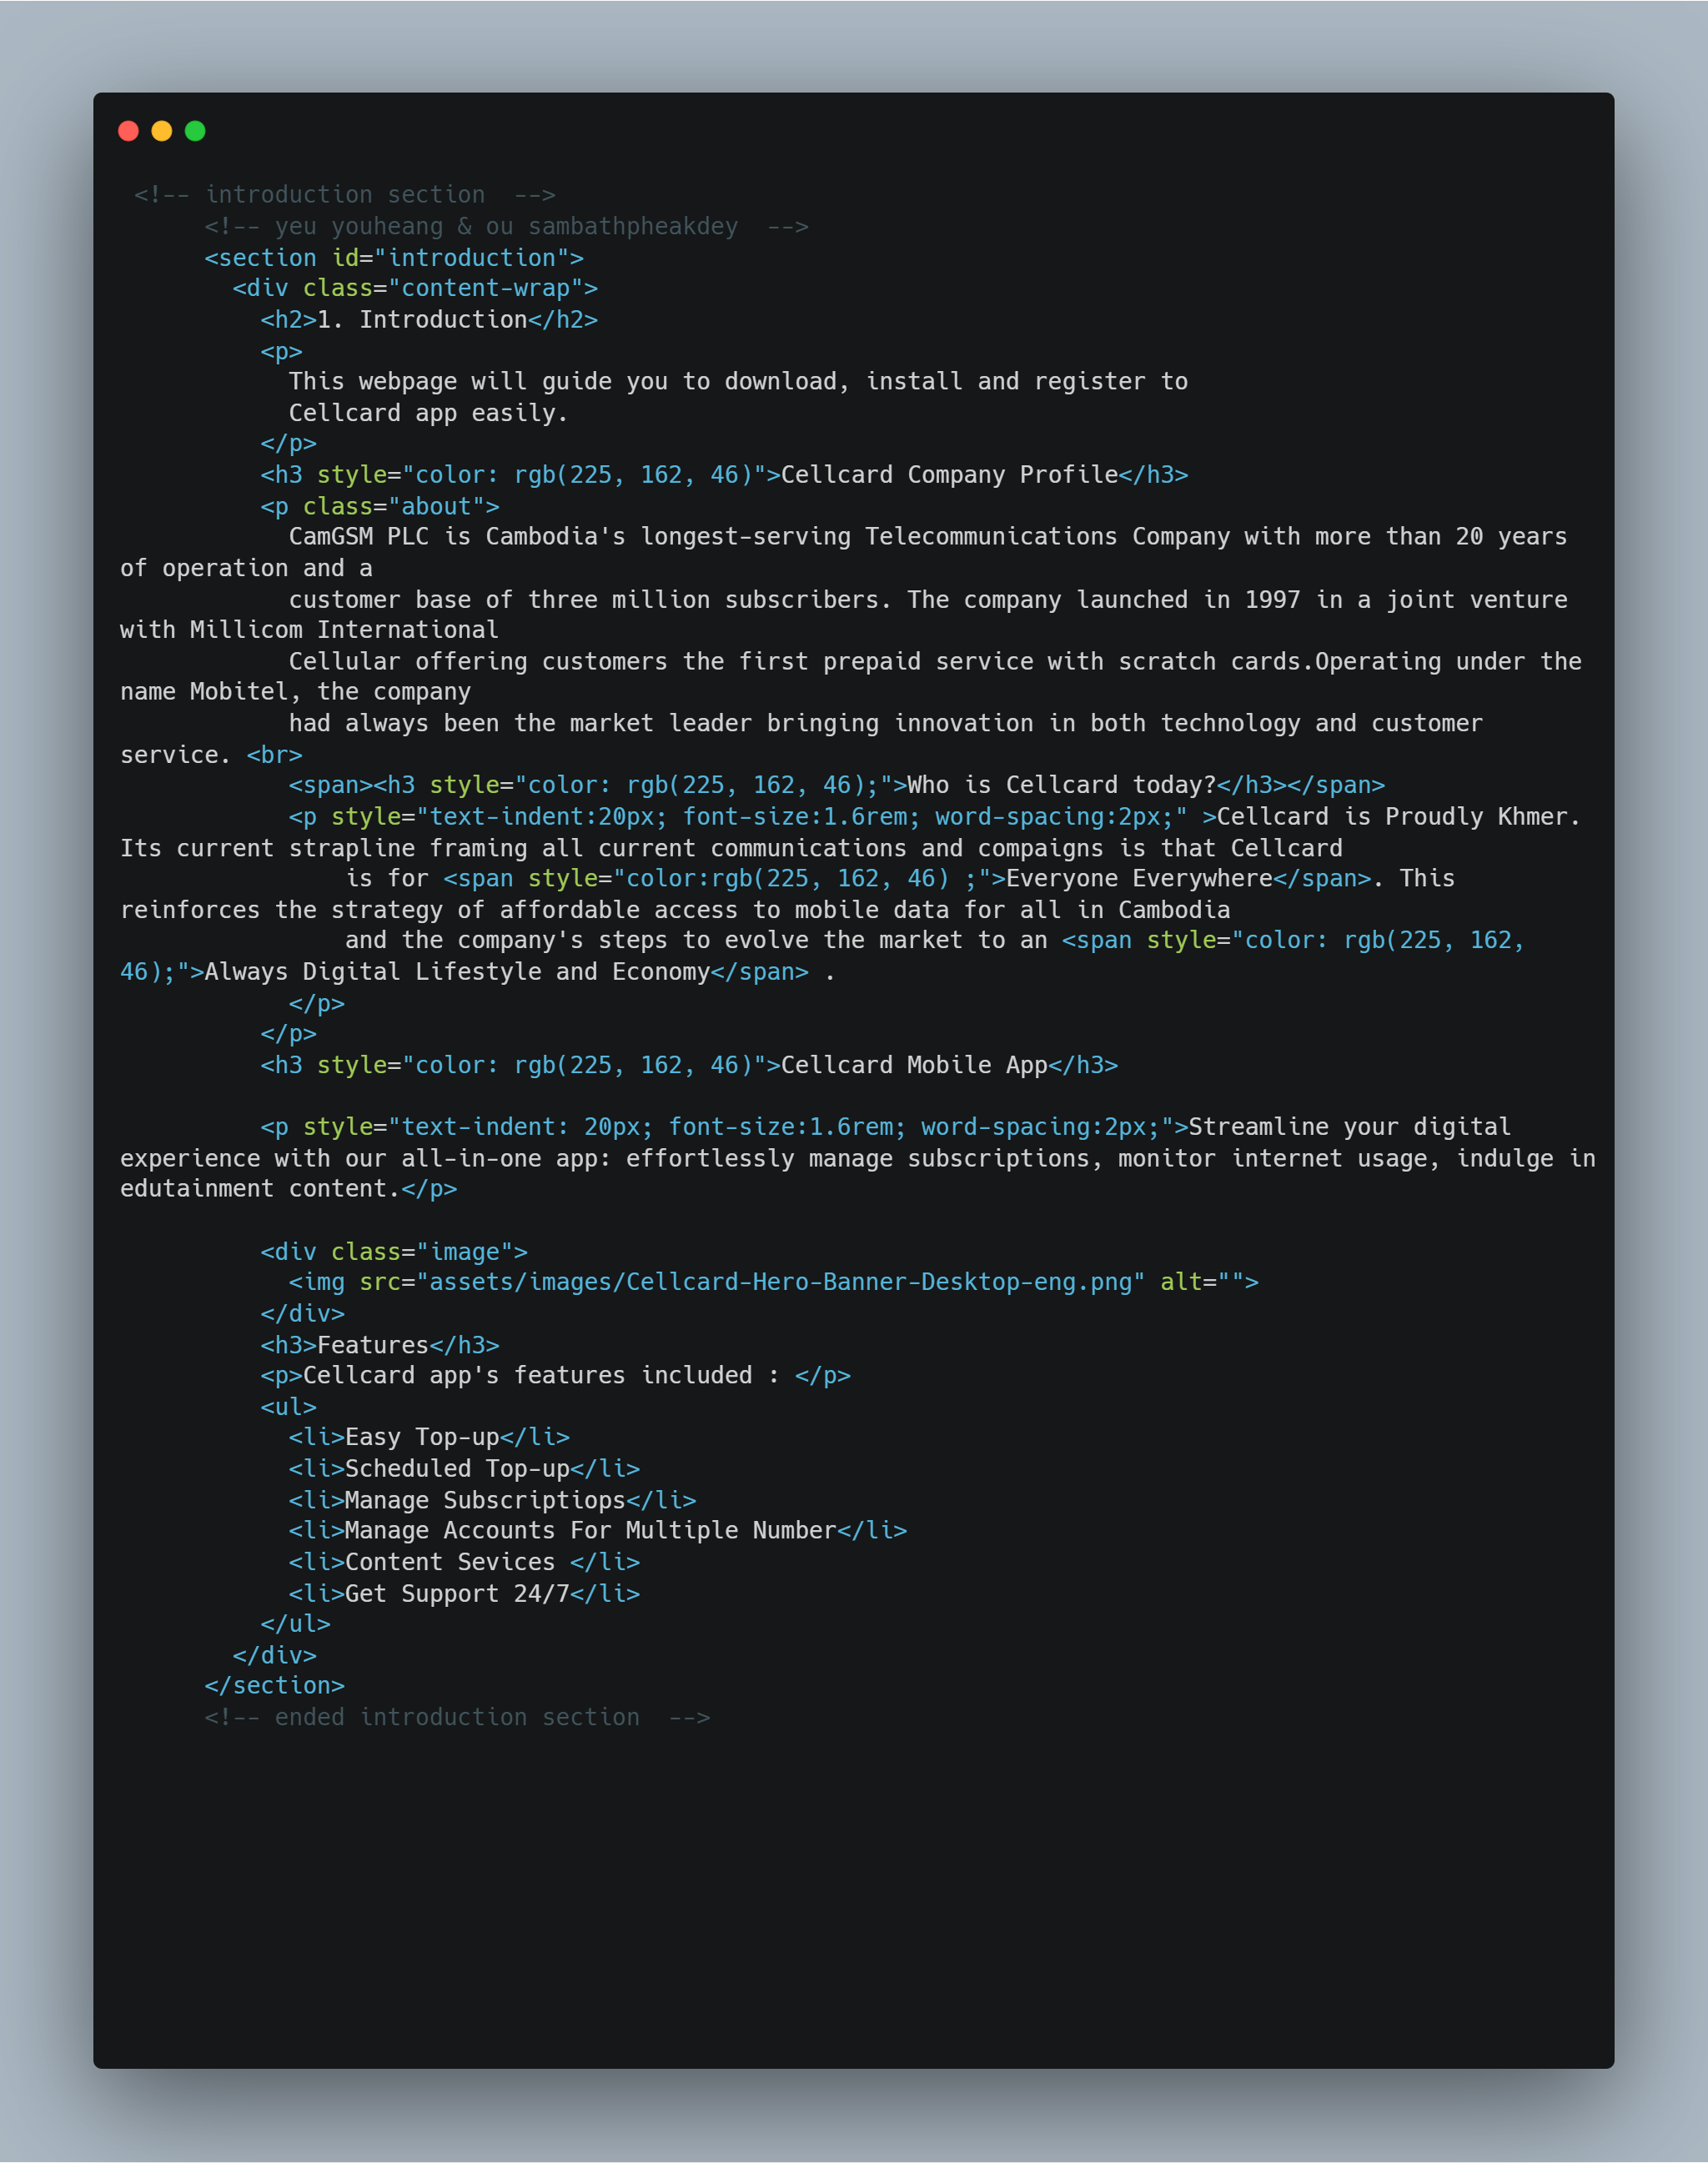 <!-- introduction section  -->
<!-- yeu youheang & ou sambathpheakdey  -->
<section id="introduction">
<div class="content-wrap">
<h2>1. Introduction</h2>
<p>
This webpage will guide you to download, install and register to
Cellcard app easily.
</p>
<h3 style="color: rgb(225, 162, 46)">Cellcard Company Profile</h3>
<p class="about">
CamGSM PLC is Cambodia's longest-serving Telecommunications Company with more than 20 years
of operation and a
customer base of three million subscribers. The company launched in 1997 in a joint venture
with Millicom International
Cellular offering customers the first prepaid service with scratch cards.Operating under the
name Mobitel, the company
had always been the market leader bringing innovation in both technology and customer
service. <br>
<span><h3 style="color: rgb(225, 162, 46);">Who is Cellcard today?</h3></span>
<p style="text-indent:20px; font-size:1.6rem; word-spacing:2px;" >Cellcard is Proudly Khmer.
Its current strapline framing all current communications and compaigns is that Cellcard
is for <span style="color:rgb(225, 162, 46) ;">Everyone Everywhere</span>. This
reinforces the strategy of affordable access to mobile data for all in Cambodia
and the company's steps to evolve the market to an <span style="color: rgb(225, 162,
46);">Always Digital Lifestyle and Economy</span> .
</p>
</p>
<h3 style="color: rgb(225, 162, 46)">Cellcard Mobile App</h3>
<p style="text-indent: 20px; font-size:1.6rem; word-spacing:2px;">Streamline your digital
experience with our all-in-one app: effortlessly manage subscriptions, monitor internet usage, indulge in
edutainment content.</p>
<div class="image">
<img src="assets/images/Cellcard-Hero-Banner-Desktop-eng.png" alt="">
</div>
<h3>Features</h3>
<p>Cellcard app's features included : </p>
<ul>
<li>Easy Top-up</li>
<li>Scheduled Top-up</li>
<li>Manage Subscriptiops</li>
<li>Manage Accounts For Multiple Number</li>
<li>Content Sevices </li>
<li>Get Support 24/7</li>
</ul>
</div>
</section>
<!-- ended introduction section  -->